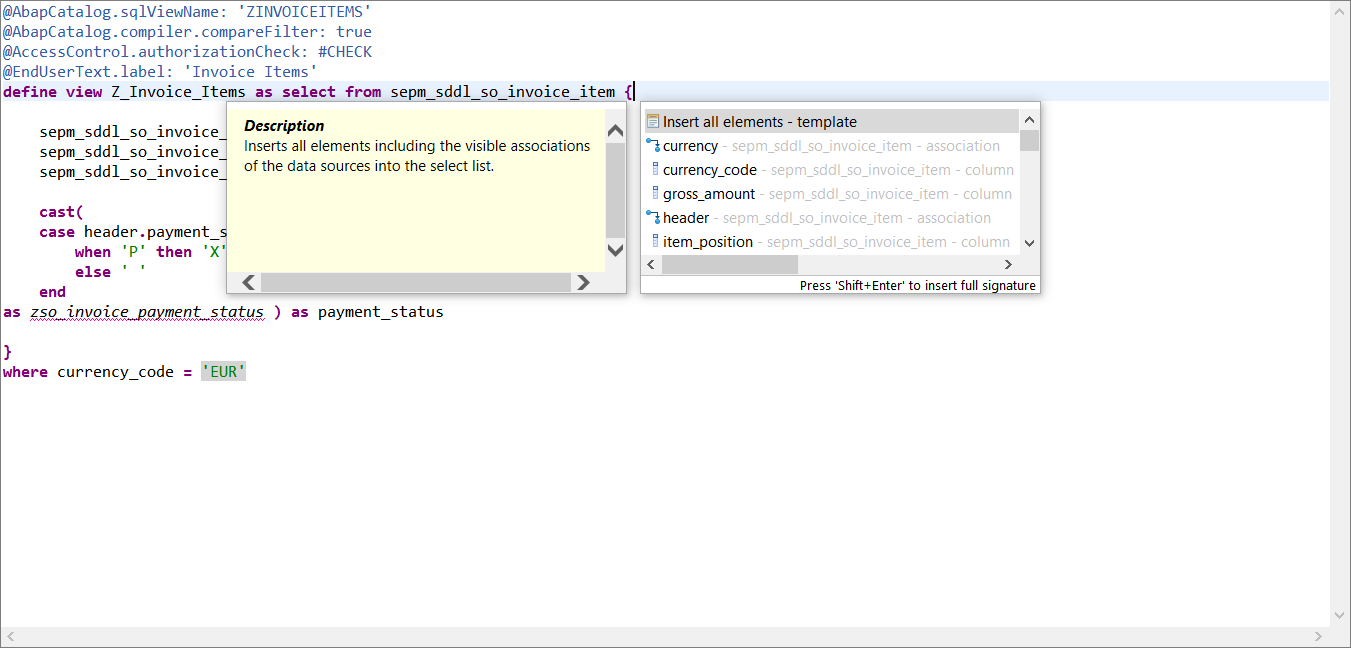 @AbapCatalog.sqlViewName: 'ZINVOICEITEMS'
@AbapCatalog.compiler.compareFilter: true
@AccessControl.authorizationCheck: #CHECK
@EndUserText.label: 'Invoice Items'
define view Z_Invoice_Items as select from sepm_sddl_so_invoice_item {
sepm_sddl_so_invoice_
sepm_sddl_so_invoice_
sepm_sddl_so_invoice_
cast(
case header.payment_s
when 'P' then 'X'
else ' '
end
as zso_invoice_payment_status ) as payment_status
}
where currency_code = 'EUR'
Description
Inserts all elements including the visible associations
of the data sources into the select list.
Insert all elements - template
currency - sepm_sddl_so_invoice_item - association
currency_code - sepm_sddl_so_invoice_item - column
gross_amount - sepm_sddl_so_invoice_item - column
header - sepm_sddl_so_invoice_item - association
item_position - sepm_sddl_so_invoice_item - column
Press 'Shift+Enter' to insert full signature